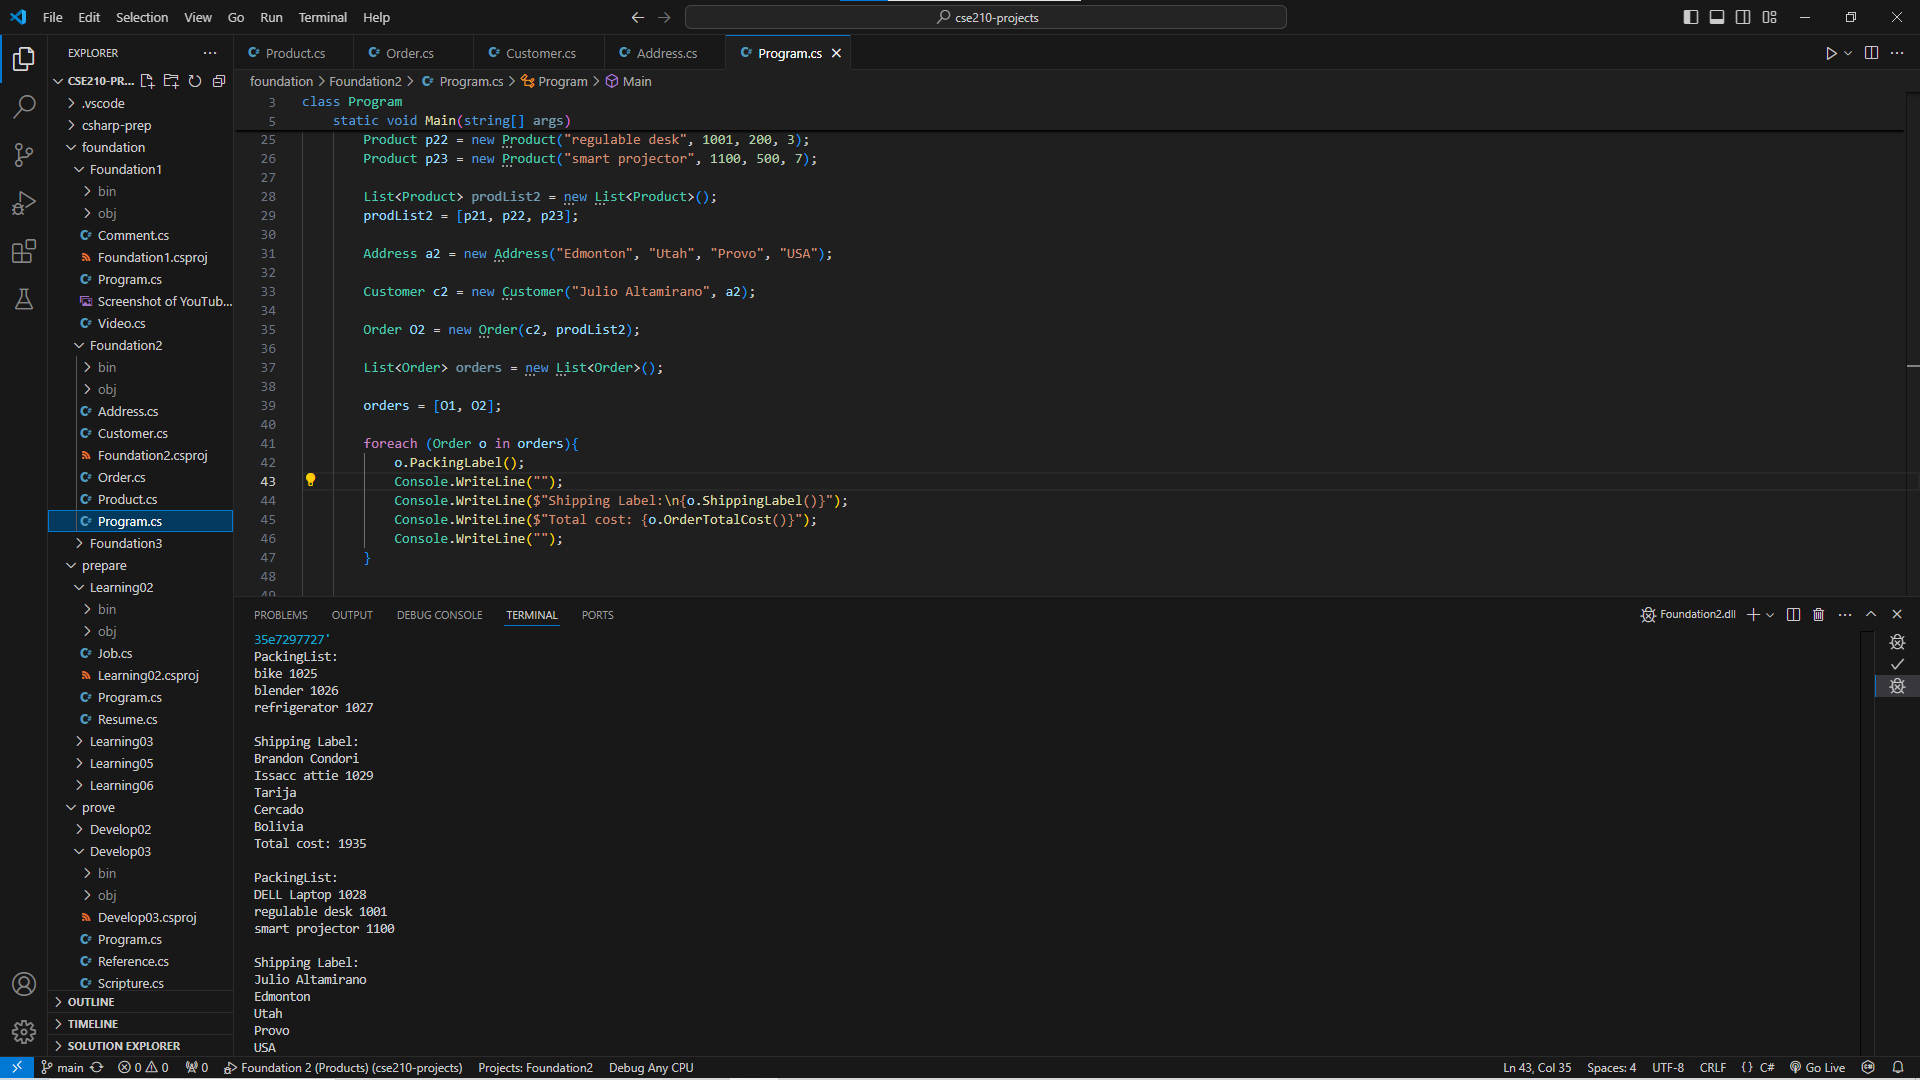 File Edit Selection View Go Run Terminal Help
cse210-projects
EXPLORER
CSE210-PR...
.vscode
csharp-prep
foundation
Foundation1
bin
obj
Comment.cs
Foundation1.csproj
Program.cs
Screenshot of YouTub...
Video.cs
Foundation2
bin
obj
Address.cs
Customer.cs
Foundation2.csproj
Order.cs
Product.cs
Program.cs
Foundation3
prepare
Learning02
bin
obj
Job.cs
Learning02.csproj
Program.cs
Resume.cs
Learning03
Learning05
Learning06
prove
Develop02
Develop03
bin
obj
Develop03.csproj
Program.cs
Reference.cs
Scripture.cs
OUTLINE
TIMELINE
SOLUTION EXPLORER
Product.cs Order.cs Customer.cs Address.cs Program.cs
foundation > Foundation2 > Program.cs > Program > Main
3 class Program
5 static void Main(string[] args)
25 Product p22 = new Product("regulable desk", 1001, 200, 3);
26 Product p23 = new Product("smart projector", 1100, 500, 7);
27
28 List<Product> prodList2 = new List<Product>();
29 prodList2 = [p21, p22, p23];
30
31 Address a2 = new Address("Edmonton", "Utah", "Provo", "USA");
32
33 Customer c2 = new Customer("Julio Altamirano", a2);
34
35 Order O2 = new Order(c2, prodList2);
36
37 List<Order> orders = new List<Order>();
38
39 orders = [O1, O2];
40
41 foreach (Order o in orders){
42 o.PackingLabel();
43 Console.WriteLine("");
44 Console.WriteLine($"Shipping Label:\n{o.ShippingLabel()}");
45 Console.WriteLine($"Total cost: {o.OrderTotalCost()}");
46 Console.WriteLine("");
47 }
48
49
PROBLEMS OUTPUT DEBUG CONSOLE TERMINAL PORTS
Foundation2.dll
35e7297727'
PackingList:
bike 1025
blender 1026
refrigerator 1027
Shipping Label:
Brandon Condori
Issacc attie 1029
Tarija
Cercado
Bolivia
Total cost: 1935
PackingList:
DELL Laptop 1028
regulable desk 1001
smart projector 1100
Shipping Label:
Julio Altamirano
Edmonton
Utah
Provo
USA
main 0 0 0 Foundation 2 (Products) (cse210-projects) Projects: Foundation2 Debug Any CPU
Ln 43, Col 35 Spaces: 4 UTF-8 CRLF {} C# Go Live